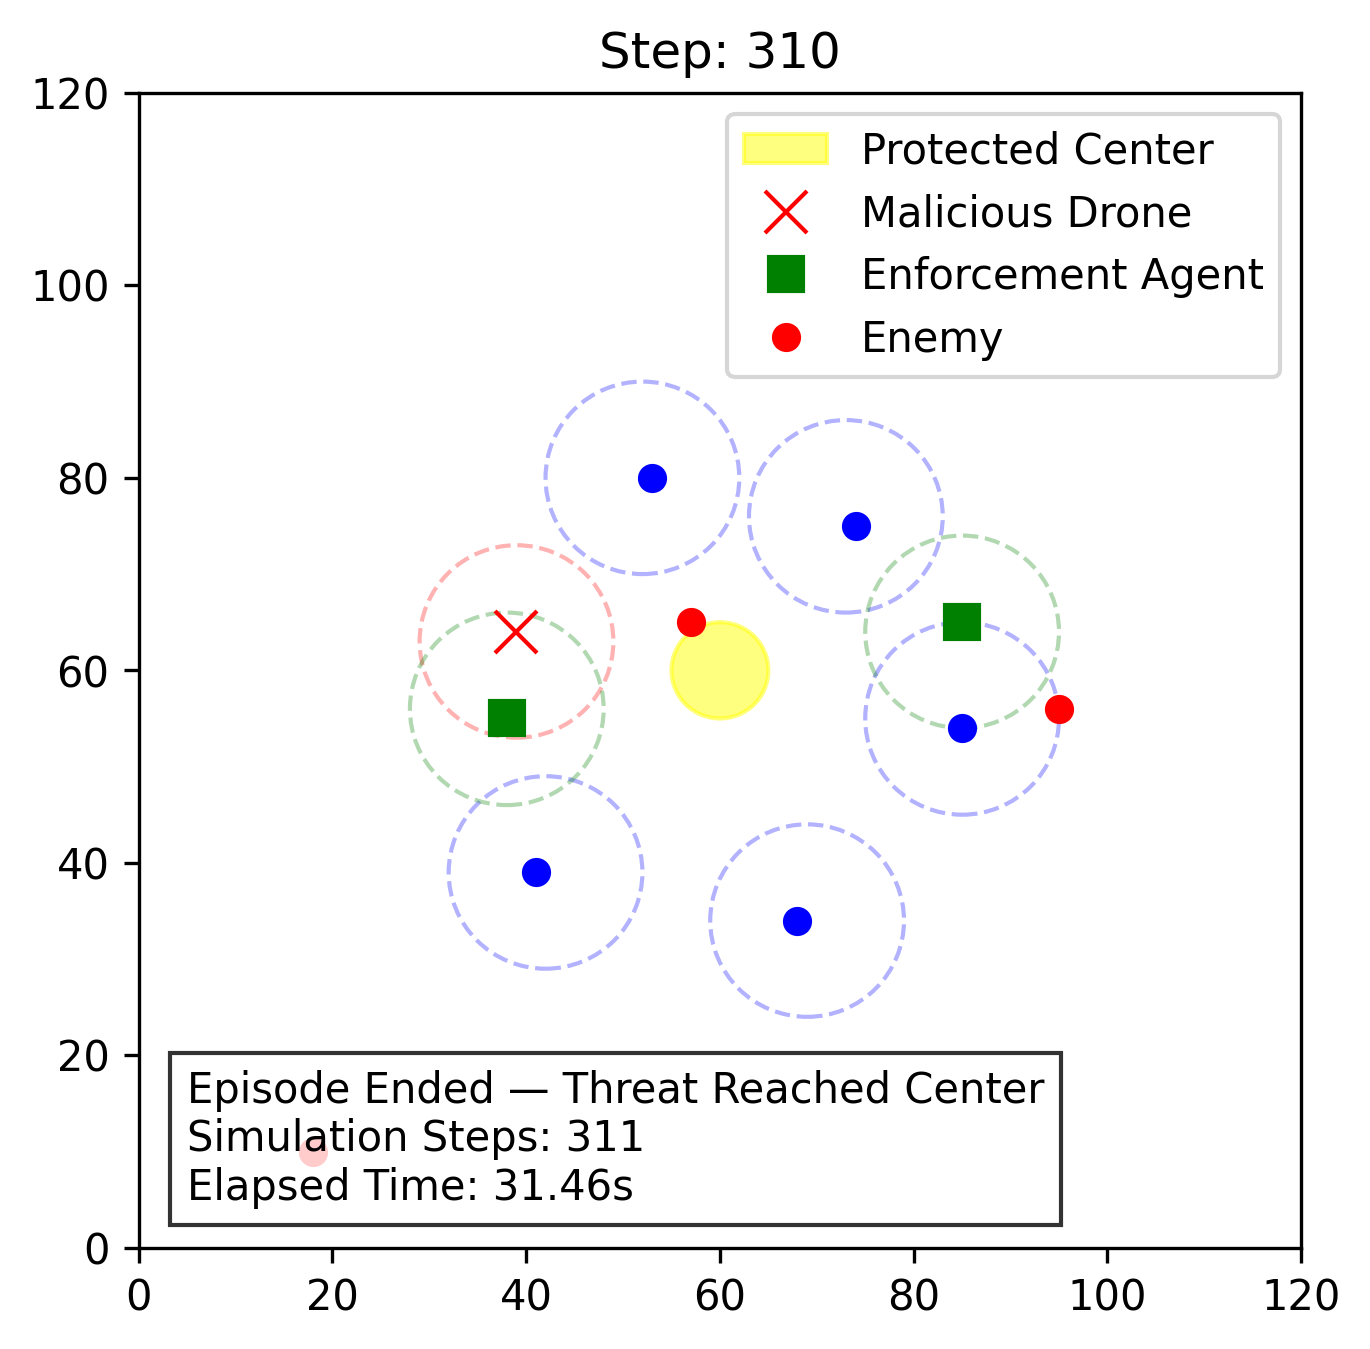 Step: 310
120
100
80
60
40
20
0
Protected Center
Malicious Drone
Enforcement Agent
Enemy
Episode Ended — Threat Reached Center
Simulation Steps: 311
Elapsed Time: 31.46s
0 20 40 60 80 100 120